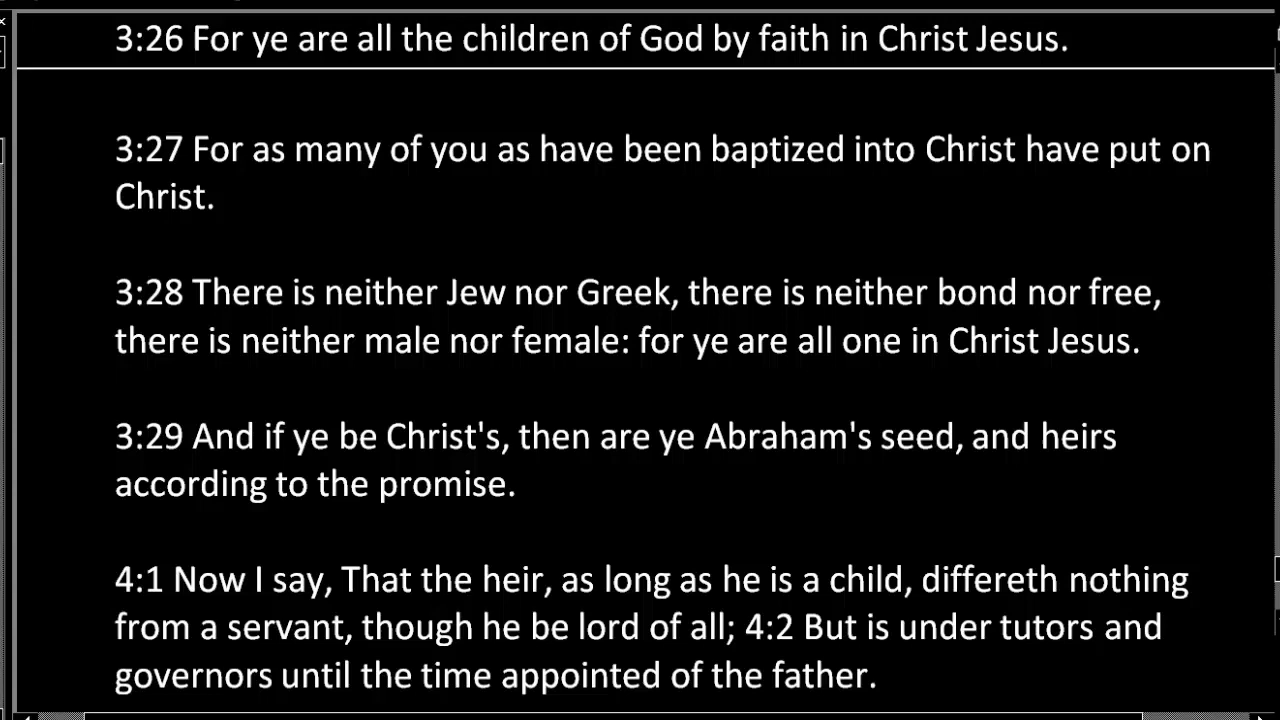 3:26 For ye are all the children of God by faith in Christ Jesus.
3:27 For as many of you as have been baptized into Christ have put on
Christ.
3:28 There is neither Jew nor Greek, there is neither bond nor free,
there is neither male nor female: for ye are all one in Christ Jesus.
3:29 And if ye be Christ's, then are ye Abraham's seed, and heirs
according to the promise.
4:1 Now I say, That the heir, as long as he is a child, differeth nothing
from a servant, though he be lord of all; 4:2 But is under tutors and
governors until the time appointed of the father.